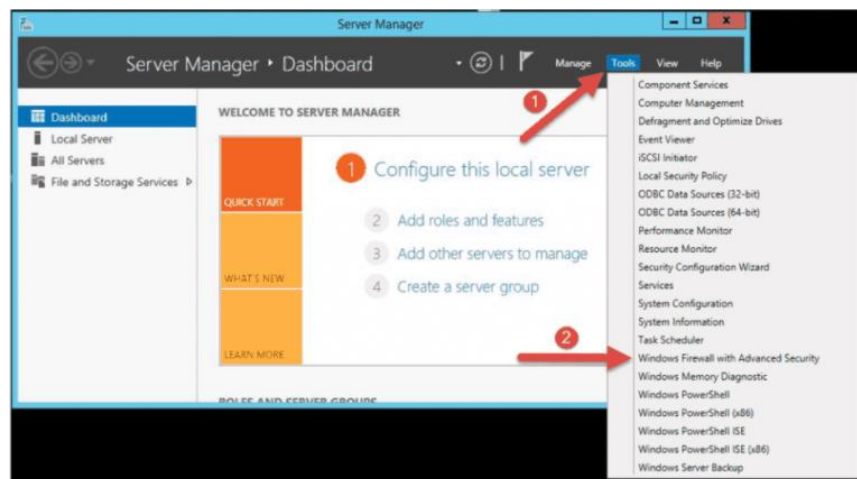 Server Manager
Server Manager • Dashboard
Manage Tools View Help
1
Dashboard
Local Server
All Servers
File and Storage Services
WELCOME TO SERVER MANAGER
QUICK START
WHAT'S NEW
LEARN MORE
1 Configure this local server
2 Add roles and features
3 Add other servers to manage
4 Create a server group
ROLES AND SERVER GROUPS
2
Component Services
Computer Management
Defragment and Optimize Drives
Event Viewer
iSCSI Initiator
Local Security Policy
ODBC Data Sources (32-bit)
ODBC Data Sources (64-bit)
Performance Monitor
Resource Monitor
Security Configuration Wizard
Services
System Configuration
System Information
Task Scheduler
Windows Firewall with Advanced Security
Windows Memory Diagnostic
Windows PowerShell
Windows PowerShell (x86)
Windows PowerShell ISE
Windows PowerShell ISE (x86)
Windows Server Backup